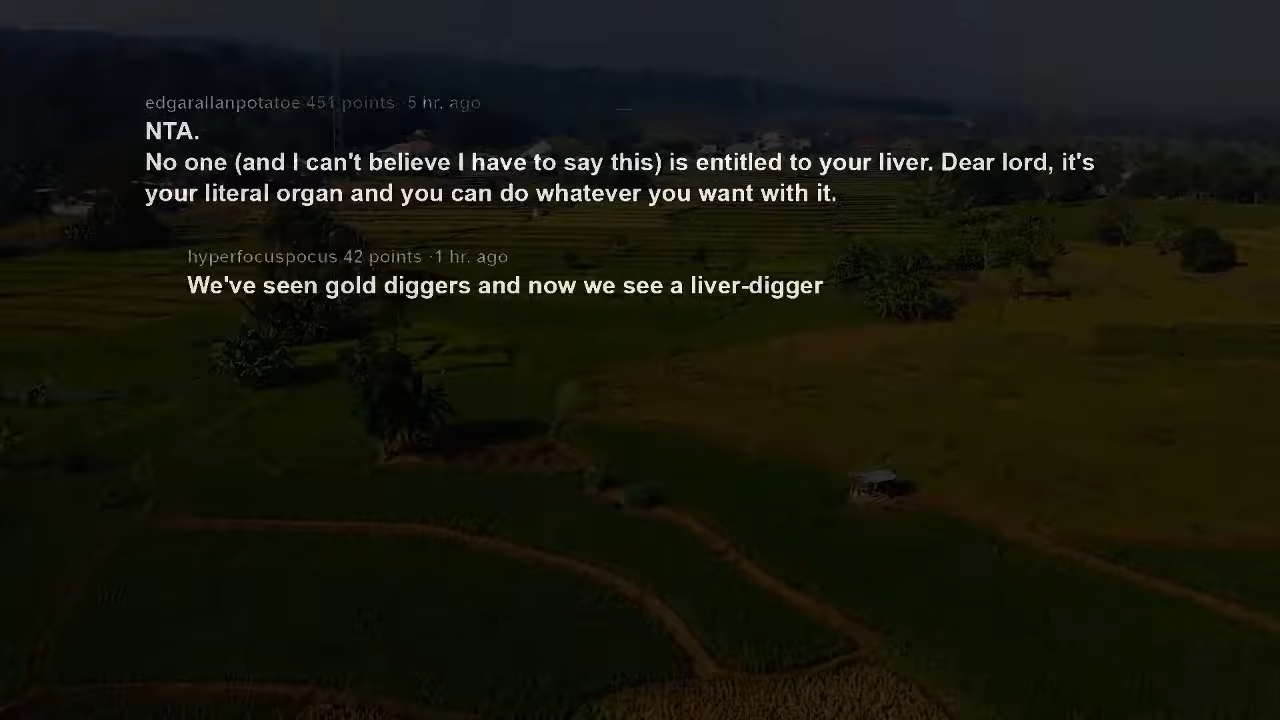 edgarallanpotatoe 451 points ·5 hr. ago
NTA.
No one (and I can't believe I have to say this) is entitled to your liver. Dear lord, it's
your literal organ and you can do whatever you want with it.
hyperfocuspocus 42 points ·1 hr. ago
We've seen gold diggers and now we see a liver-digger